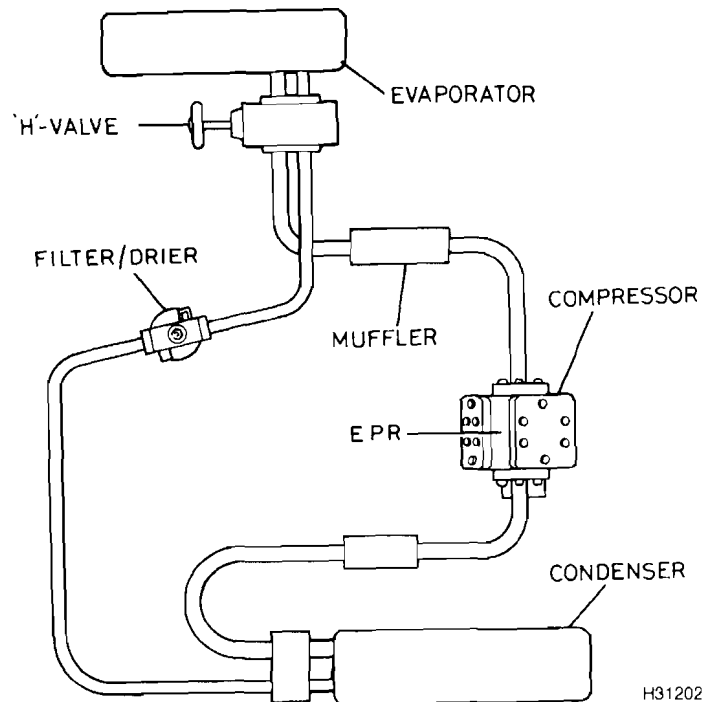 EVAPORATOR
'H'-VALVE
FILTER/DRIER
MUFFLER
COMPRESSOR
EPR
CONDENSER
H31202